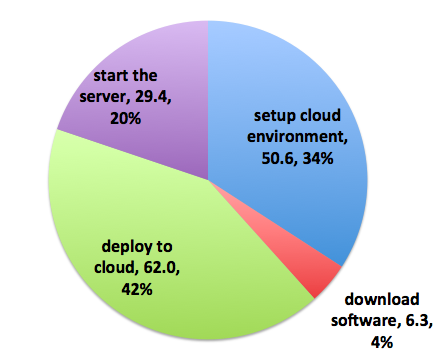 start the
server, 29.4,
20%
setup cloud
environment,
50.6, 34%
deploy to
cloud, 62.0,
42%
download
software, 6.3,
4%